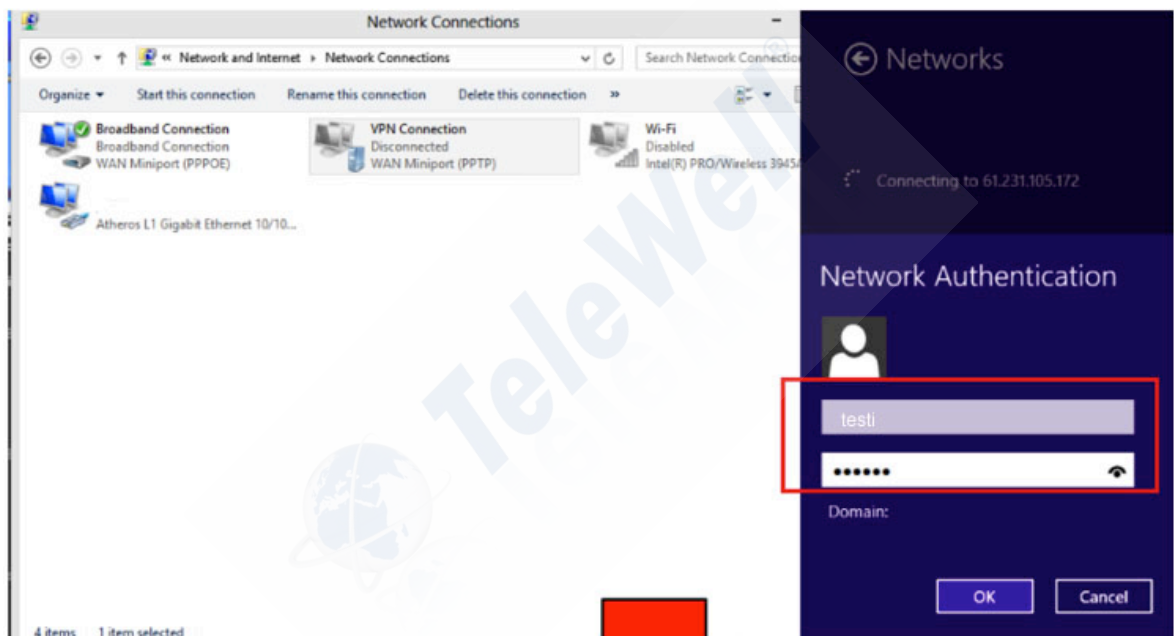 Network Connections
« Network and Internet › Network Connections
Search Network Connectio
Organize
Start this connection
Rename this connection
Delete this connection
»
Broadband Connection
Broadband Connection
WAN Miniport (PPPOE)
VPN Connection
Disconnected
WAN Miniport (PPTP)
Wi-Fi
Disabled
Intel(R) PRO/Wireless 3945A
Atheros L1 Gigabit Ethernet 10/10...
4 items
1 item selected
Networks
Connecting to 61.231.105.172
Network Authentication
testi
••••••
Domain:
OK
Cancel
TeleWell